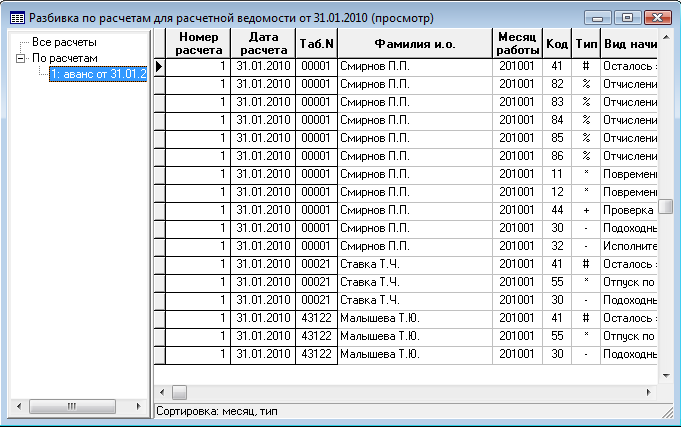 Разбивка по расчетам для расчетной ведомости от 31.01.2010 (просмотр)
Все расчеты
По расчетам
1: аванс от 31.01.2
Номер расчета Дата расчета Таб.N Фамилия и.о. Месяц работы Код Тип Вид начи
1 31.01.2010 00001 Смирнов П.П. 201001 41 # Осталось
1 31.01.2010 00001 Смирнов П.П. 201001 82 % Отчислени
1 31.01.2010 00001 Смирнов П.П. 201001 83 % Отчислени
1 31.01.2010 00001 Смирнов П.П. 201001 84 % Отчислени
1 31.01.2010 00001 Смирнов П.П. 201001 85 % Отчислени
1 31.01.2010 00001 Смирнов П.П. 201001 86 % Отчислени
1 31.01.2010 00001 Смирнов П.П. 201001 11 * Повремен
1 31.01.2010 00001 Смирнов П.П. 201001 12 * Повремен
1 31.01.2010 00001 Смирнов П.П. 201001 44 + Проверка
1 31.01.2010 00001 Смирнов П.П. 201001 30 - Подоходнь
1 31.01.2010 00001 Смирнов П.П. 201001 32 - Исполните
1 31.01.2010 00021 Ставка Т.Ч. 201001 41 # Осталось
1 31.01.2010 00021 Ставка Т.Ч. 201001 55 * Отпуск по
1 31.01.2010 00021 Ставка Т.Ч. 201001 30 - Подоходнь
1 31.01.2010 43122 Малышева Т.Ю. 201001 41 # Осталось
1 31.01.2010 43122 Малышева Т.Ю. 201001 55 * Отпуск по
1 31.01.2010 43122 Малышева Т.Ю. 201001 30 - Подоходнь
Сортировка: месяц, тип